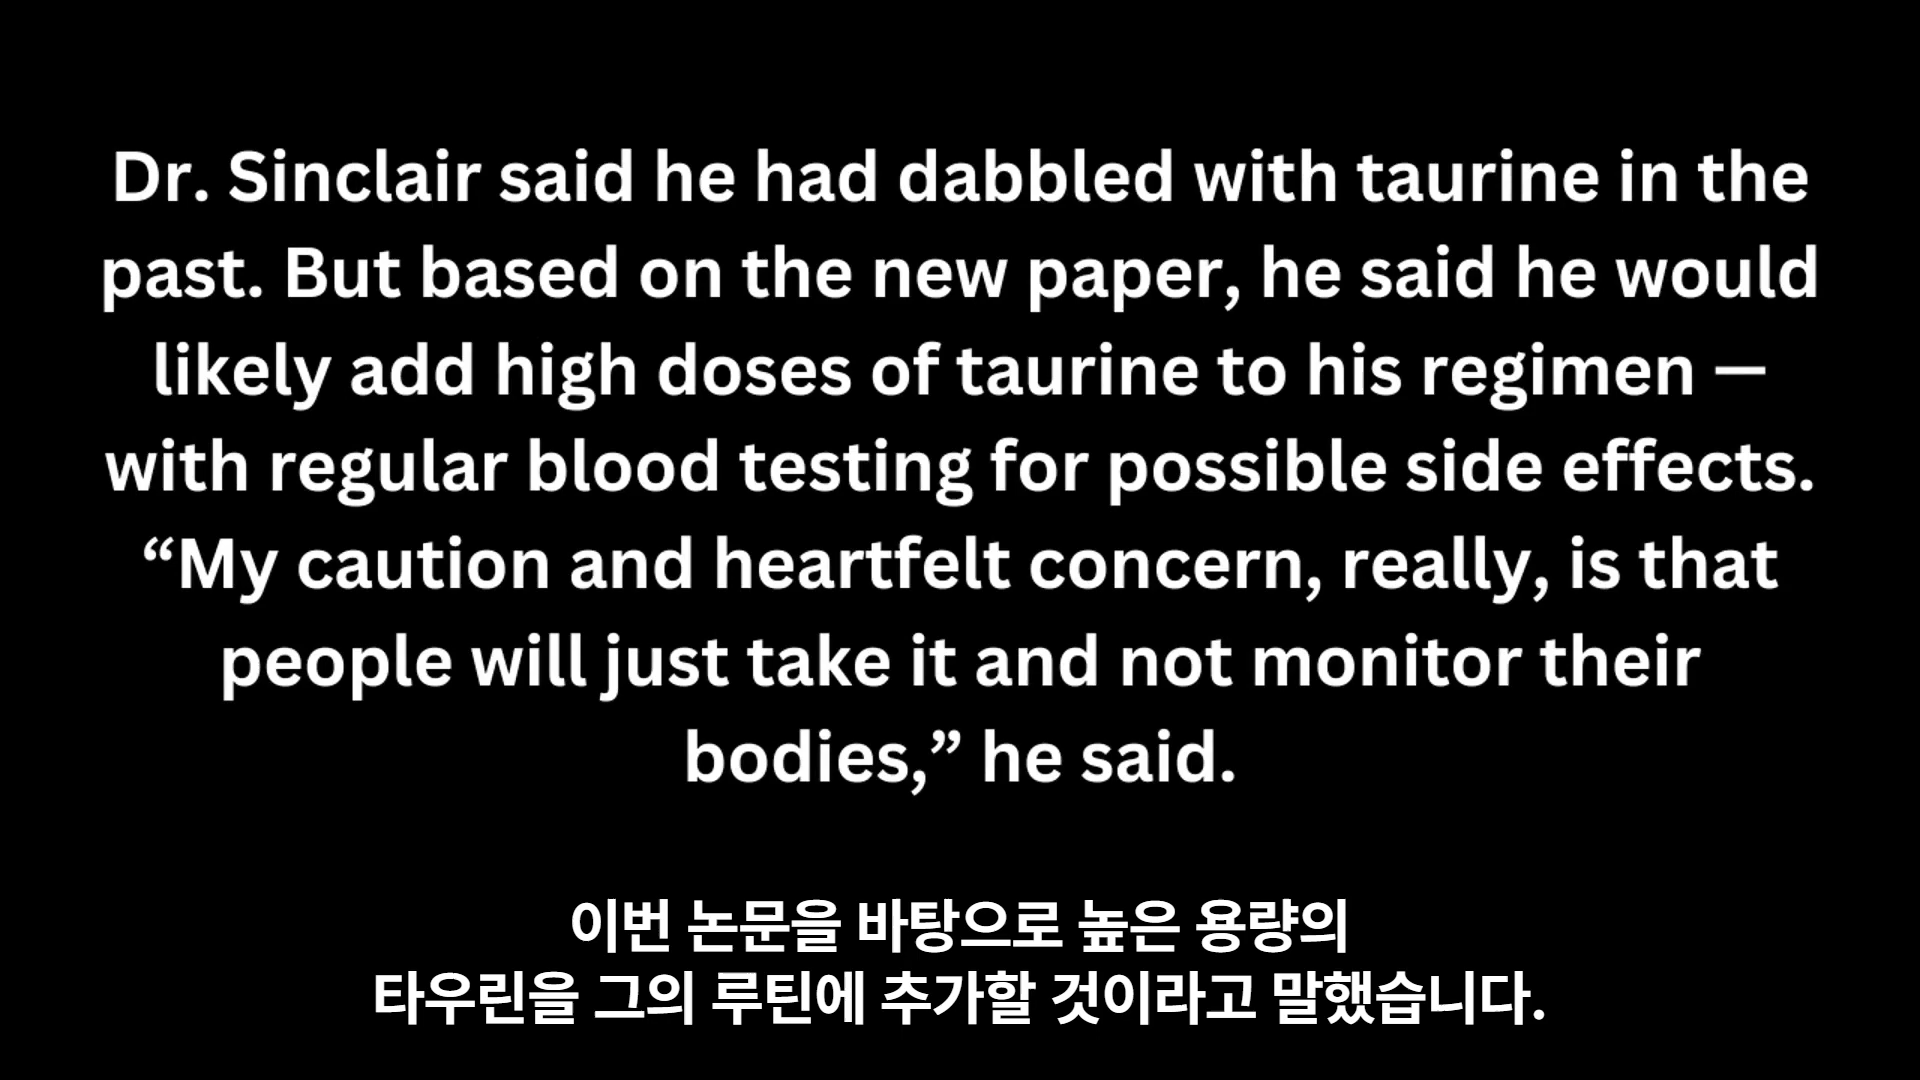 Dr. Sinclair said he had dabbled with taurine in the
past. But based on the new paper, he said he would
likely add high doses of taurine to his regimen —
with regular blood testing for possible side effects.
“My caution and heartfelt concern, really, is that
people will just take it and not monitor their
bodies,” he said.
이번 논문을 바탕으로 높은 용량의
타우린을 그의 루틴에 추가할 것이라고 말했습니다.